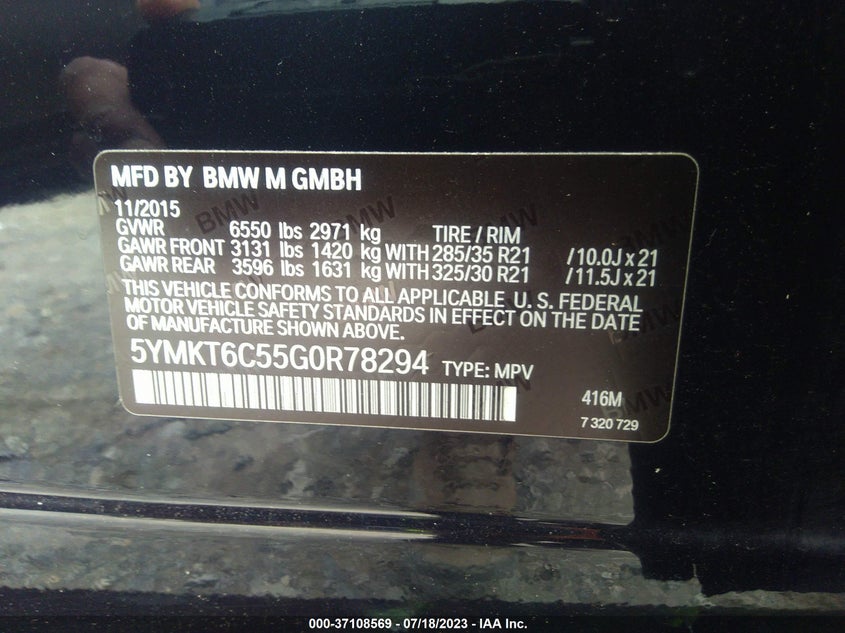 MFD BY BMW M GMBH
11/2015
GVWR 6550 lbs 2971 kg TIRE / RIM
GAWR FRONT 3131 lbs 1420 kg WITH 285/35 R21 /10.0J x 21
GAWR REAR 3596 lbs 1631 kg WITH 325/30 R21 /11.5J x 21
THIS VEHICLE CONFORMS TO ALL APPLICABLE U.S. FEDERAL
MOTOR VEHICLE SAFETY STANDARDS IN EFFECT ON THE DATE
OF MANUFACTURE SHOWN ABOVE.
5YMKT6C55G0R78294 TYPE: MPV
416M
7 320 729
000-37108569 - 07/18/2023 - IAA Inc.